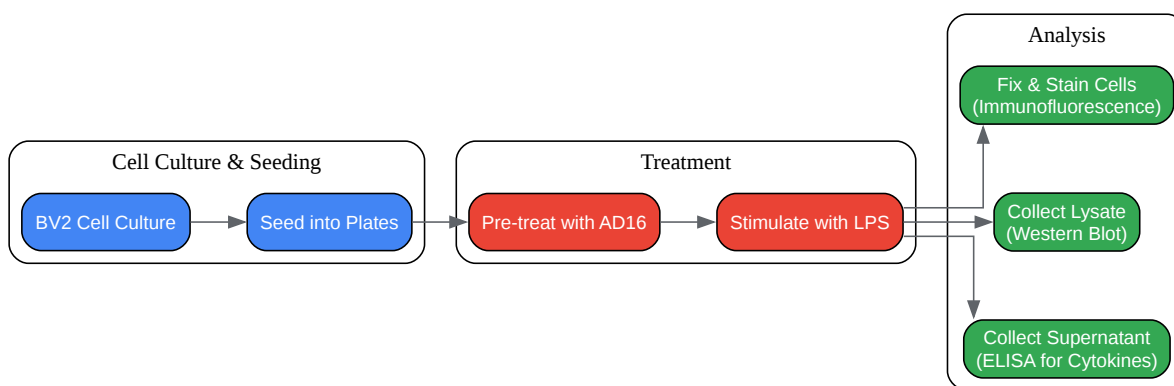 Cell Culture & Seeding
BV2 Cell Culture
Seed into Plates
Treatment
Pre-treat with AD16
Stimulate with LPS
Analysis
Fix & Stain Cells
(Immunofluorescence)
Collect Lysate
(Western Blot)
Collect Supernatant
(ELISA for Cytokines)